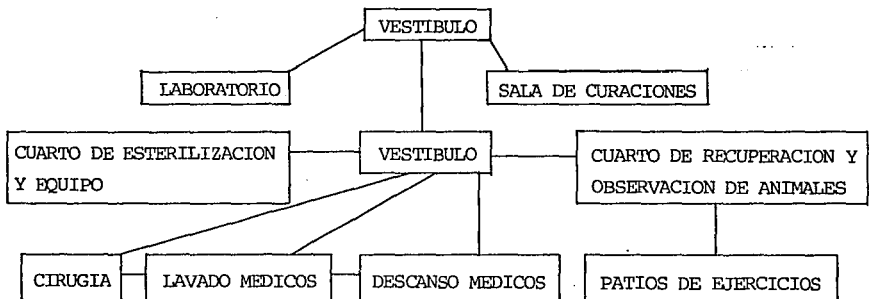 VESTIBULO
LABORATORIO
SALA DE CURACIONES
CUARTO DE ESTERILIZACION
Y EQUIPO
VESTIBULO
CUARTO DE RECUPERACION Y
OBSERVACION DE ANIMALES
CIRUGIA
LAVADO MEDICOS
DESCANSO MEDICOS
PATIOS DE EJERCICIOS